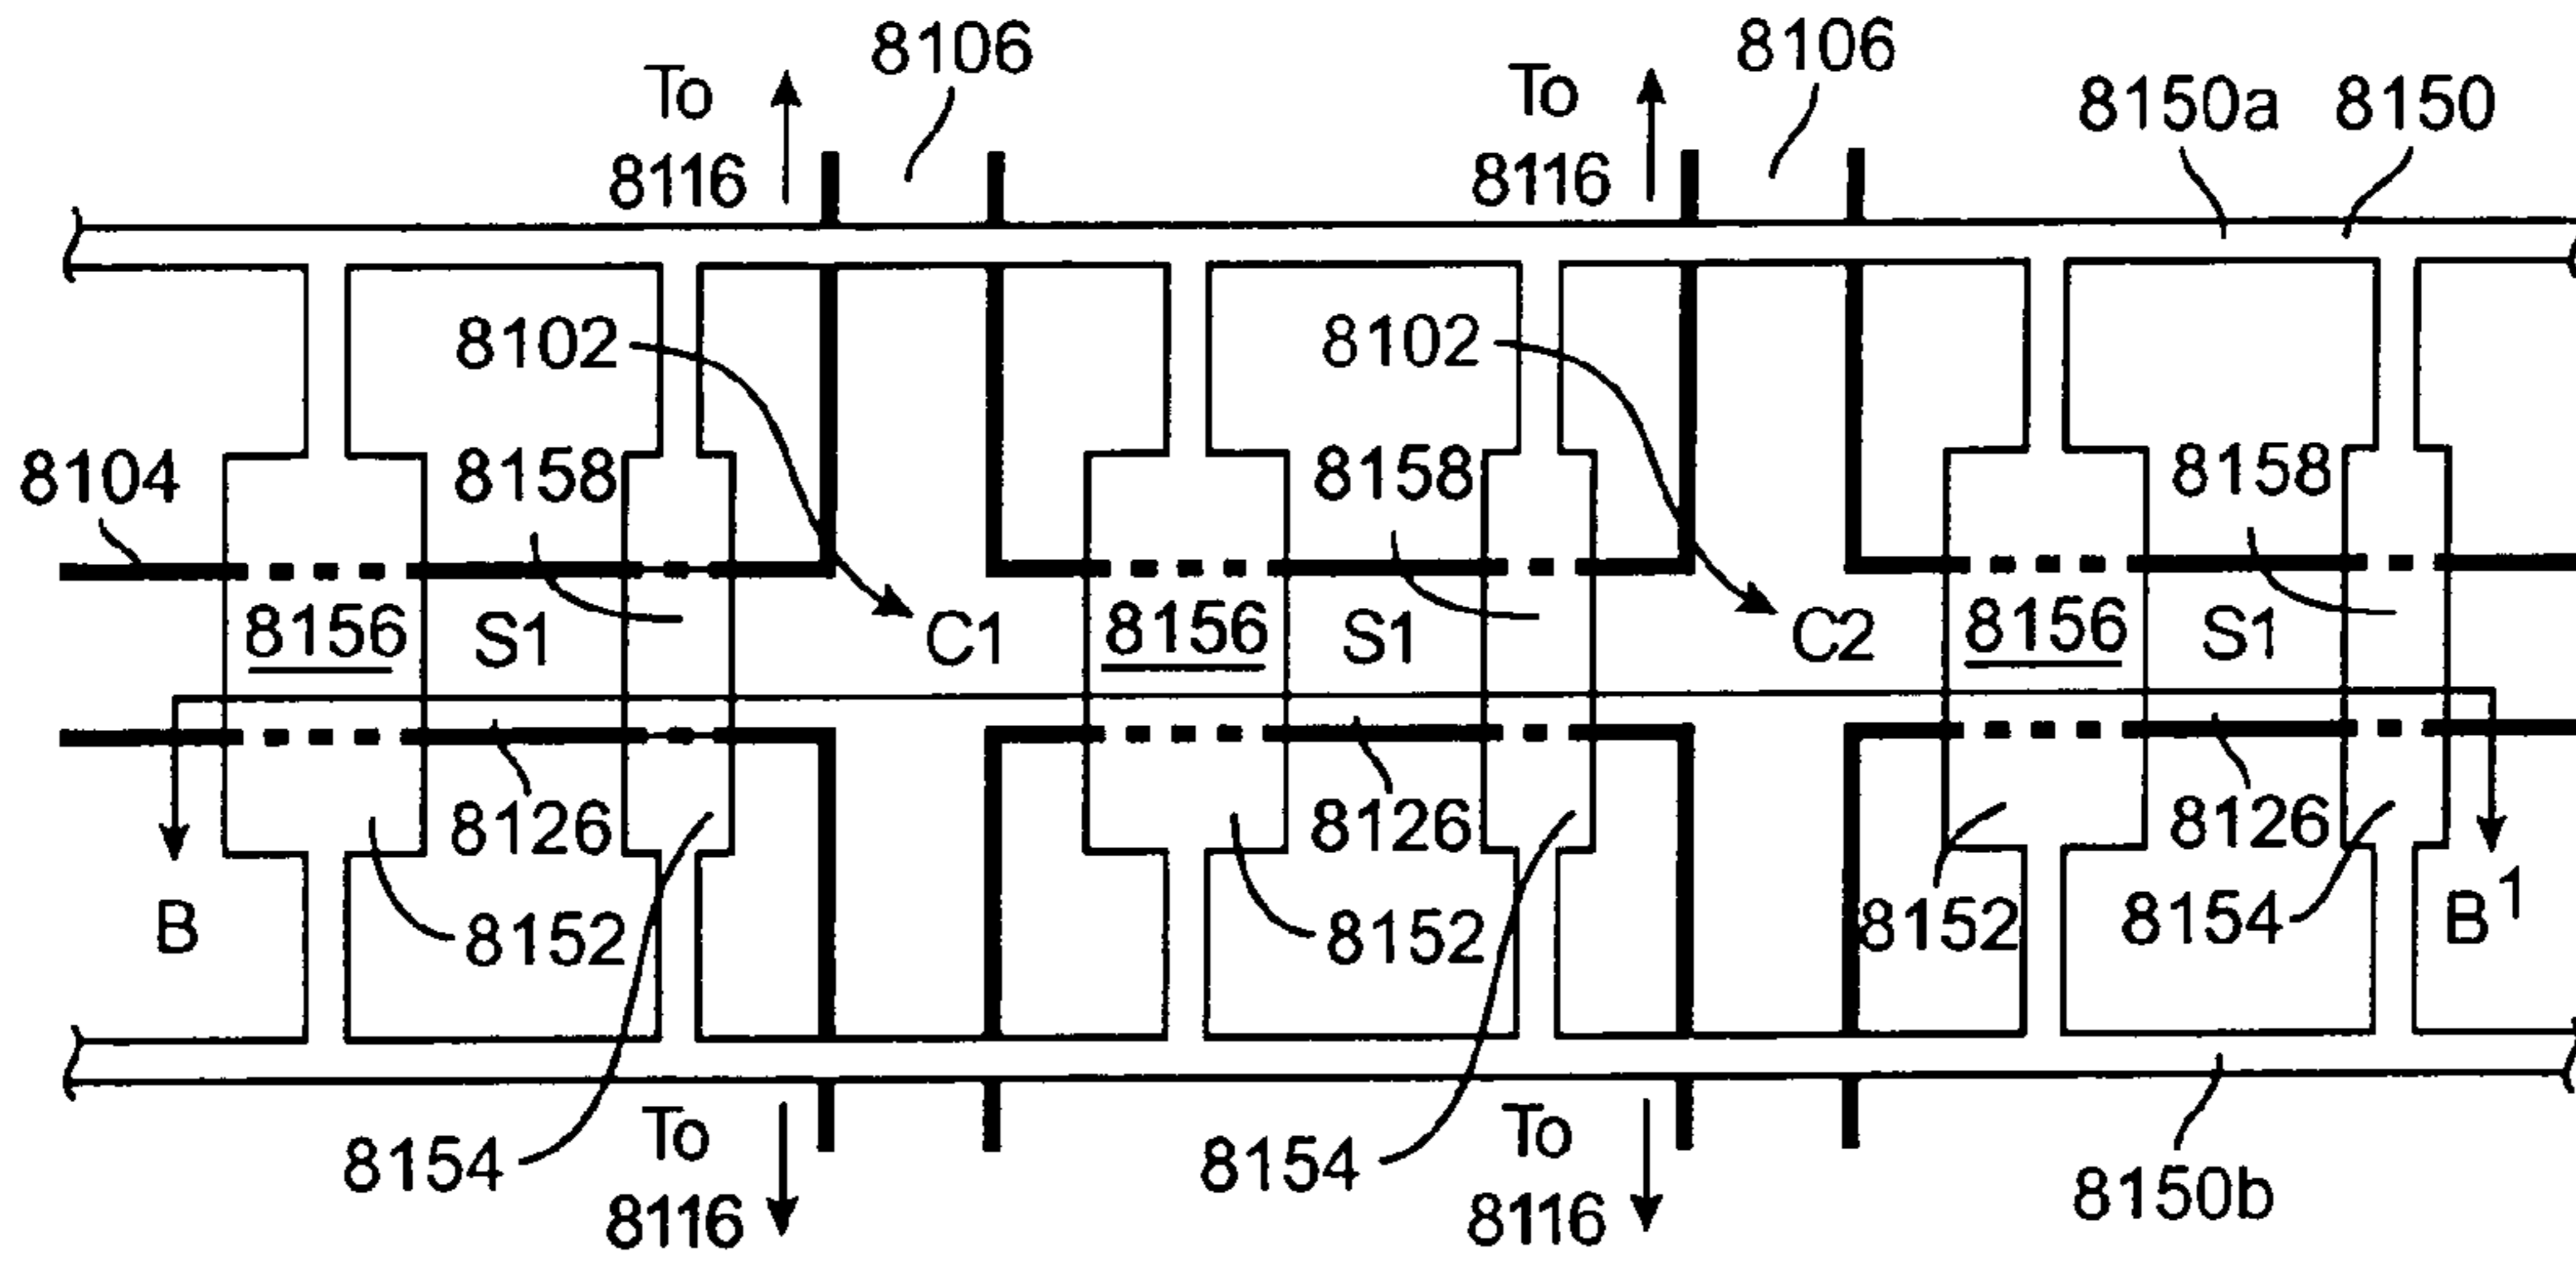 8106 8106
To To 8150a 8150
8116 8116
8102 8102
8104 8158 8158 8158
8156 S1 C1 8156 S1 C2 8156 S1
8126 8126 8126
B 8152 8152 8152 8154 B1
8154 To 8154 To
8116 8116 8150b